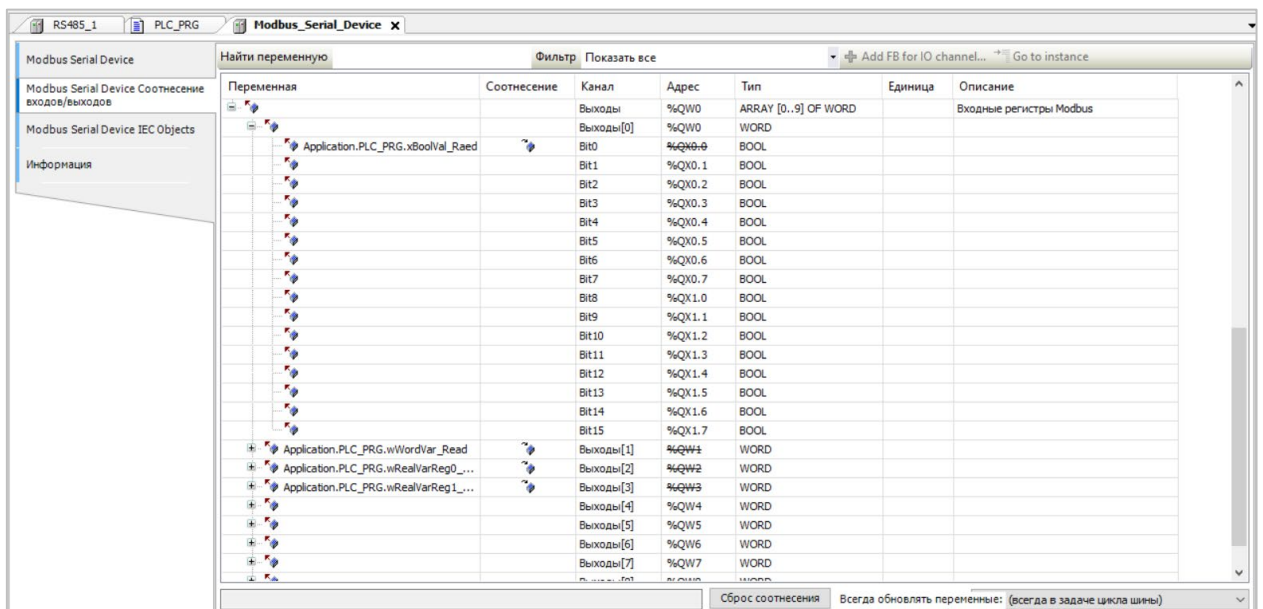 RS485_1 PLC_PRG Modbus_Serial_Device X
Modbus Serial Device
Modbus Serial Device Соотнесение входов/выходов
Modbus Serial Device IEC Objects
Информация
Найти переменную Фильтр Показать все Add FB for IO channel... Go to instance
Переменная Соотнесение Канал Адрес Тип Единица Описание
Выходы %QW0 ARRAY [0..9] OF WORD Входные регистры Modbus
Выходы[0] %QW0 WORD
Application.PLC_PRG.xBoolVal_Raed Bit0 %QX0.0 BOOL
Bit1 %QX0.1 BOOL
Bit2 %QX0.2 BOOL
Bit3 %QX0.3 BOOL
Bit4 %QX0.4 BOOL
Bit5 %QX0.5 BOOL
Bit6 %QX0.6 BOOL
Bit7 %QX0.7 BOOL
Bit8 %QX1.0 BOOL
Bit9 %QX1.1 BOOL
Bit10 %QX1.2 BOOL
Bit11 %QX1.3 BOOL
Bit12 %QX1.4 BOOL
Bit13 %QX1.5 BOOL
Bit14 %QX1.6 BOOL
Bit15 %QX1.7 BOOL
Application.PLC_PRG.wWordVar_Read Выходы[1] %QW1 WORD
Application.PLC_PRG.wRealVarReg0_... Выходы[2] %QW2 WORD
Application.PLC_PRG.wRealVarReg1_... Выходы[3] %QW3 WORD
Выходы[4] %QW4 WORD
Выходы[5] %QW5 WORD
Выходы[6] %QW6 WORD
Выходы[7] %QW7 WORD
Сброс соотнесения Всегда обновлять переменные: (всегда в задаче цикла шины)